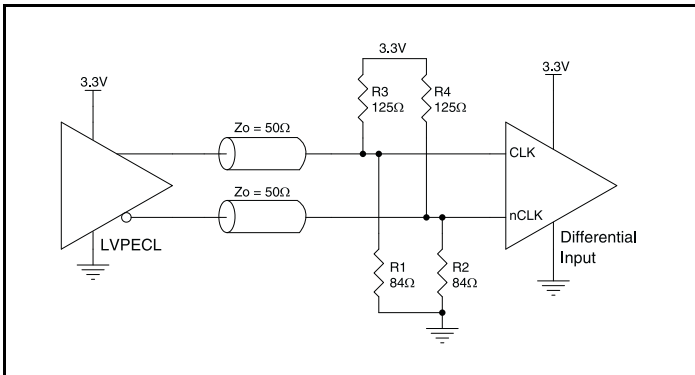 3.3V
3.3V
3.3V
R3
125Ω
R4
125Ω
Zo = 50Ω
CLK
Zo = 50Ω
nCLK
LVPECL
Differential
Input
R1
84Ω
R2
84Ω